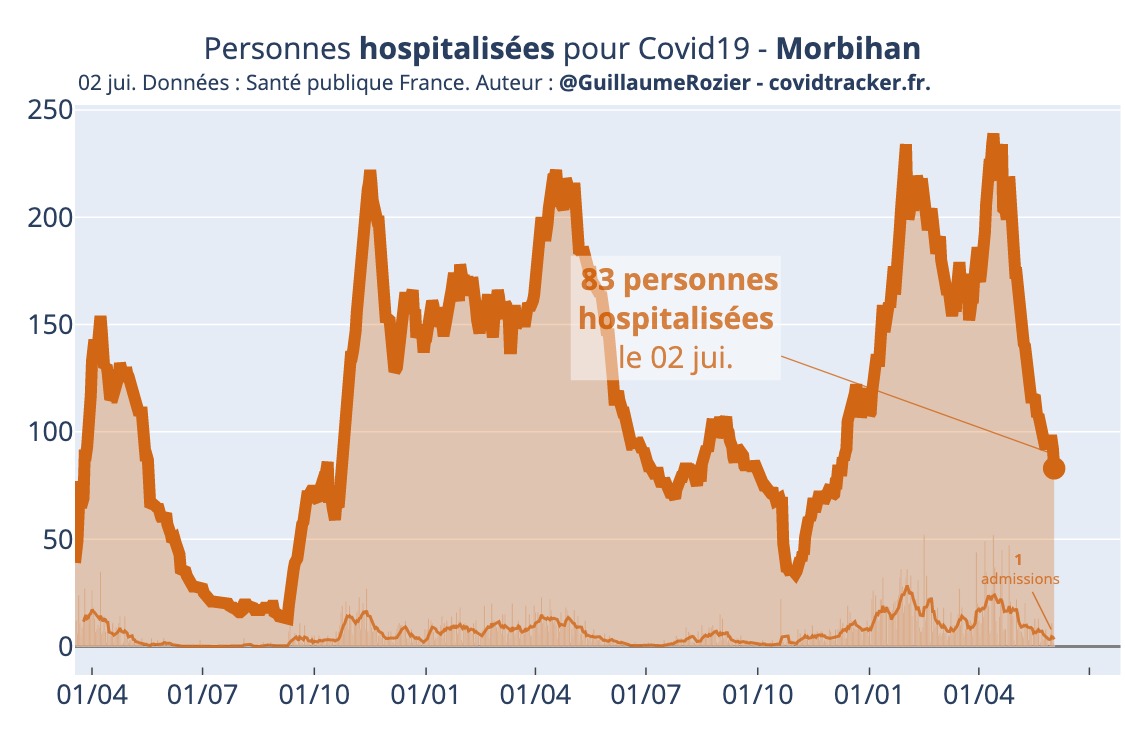 Personnes hospitalisées pour Covid19 - Morbihan
02 jui. Données : Santé publique France. Auteur : @GuillaumeRozier - covidtracker.fr.
250
200
83 personnes
hospitalisées
le 02 jui.
150
100
50
1
admissions
0
01/04 01/07 01/10 01/01 01/04 01/07 01/10 01/01 01/04